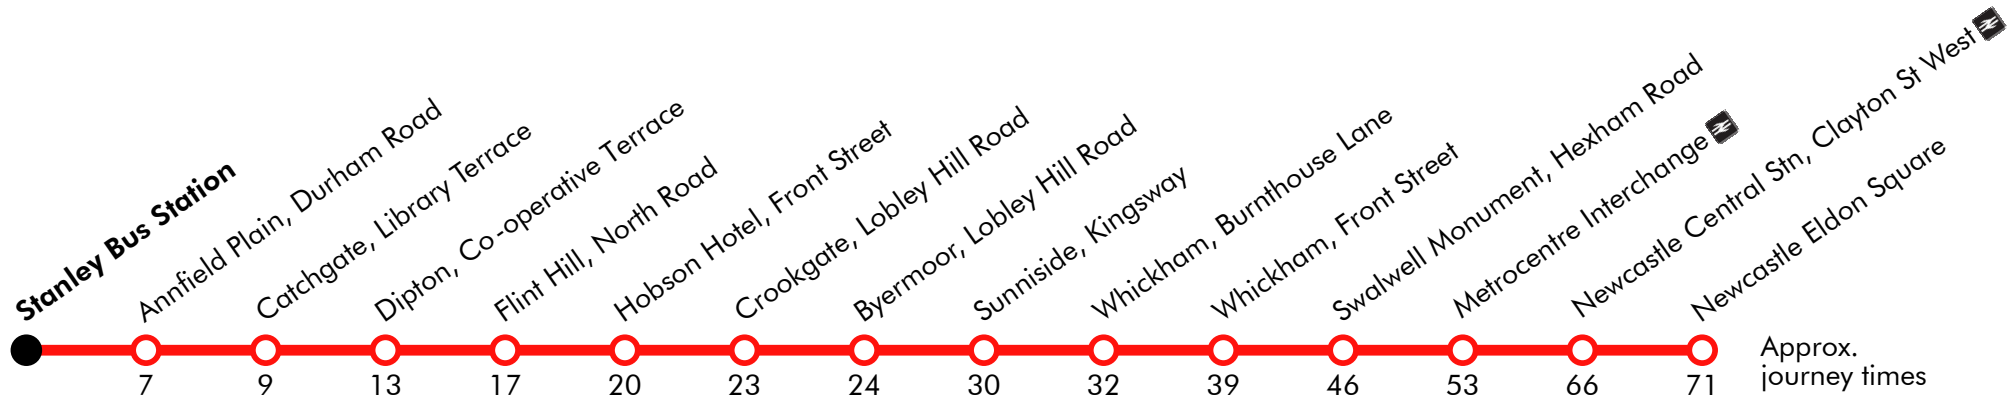 Stanley Bus Station
Annfield Plain, Durham Road
Catchgate, Library Terrace
Dipton, Co-operative Terrace
Flint Hill, North Road
Hobson Hotel, Front Street
Crookgate, Lobley Hill Road
Byermoor, Lobley Hill Road
Sunniside, Kingsway
Whickham, Burnthouse Lane
Whickham, Front Street
Swalwell Monument, Hexham Road
Metrocentre Interchange
Newcastle Central Stn, Clayton St West
Newcastle Eldon Square
7 9 13 17 20 23 24 30 32 39 46 53 66 71
Approx.
journey times